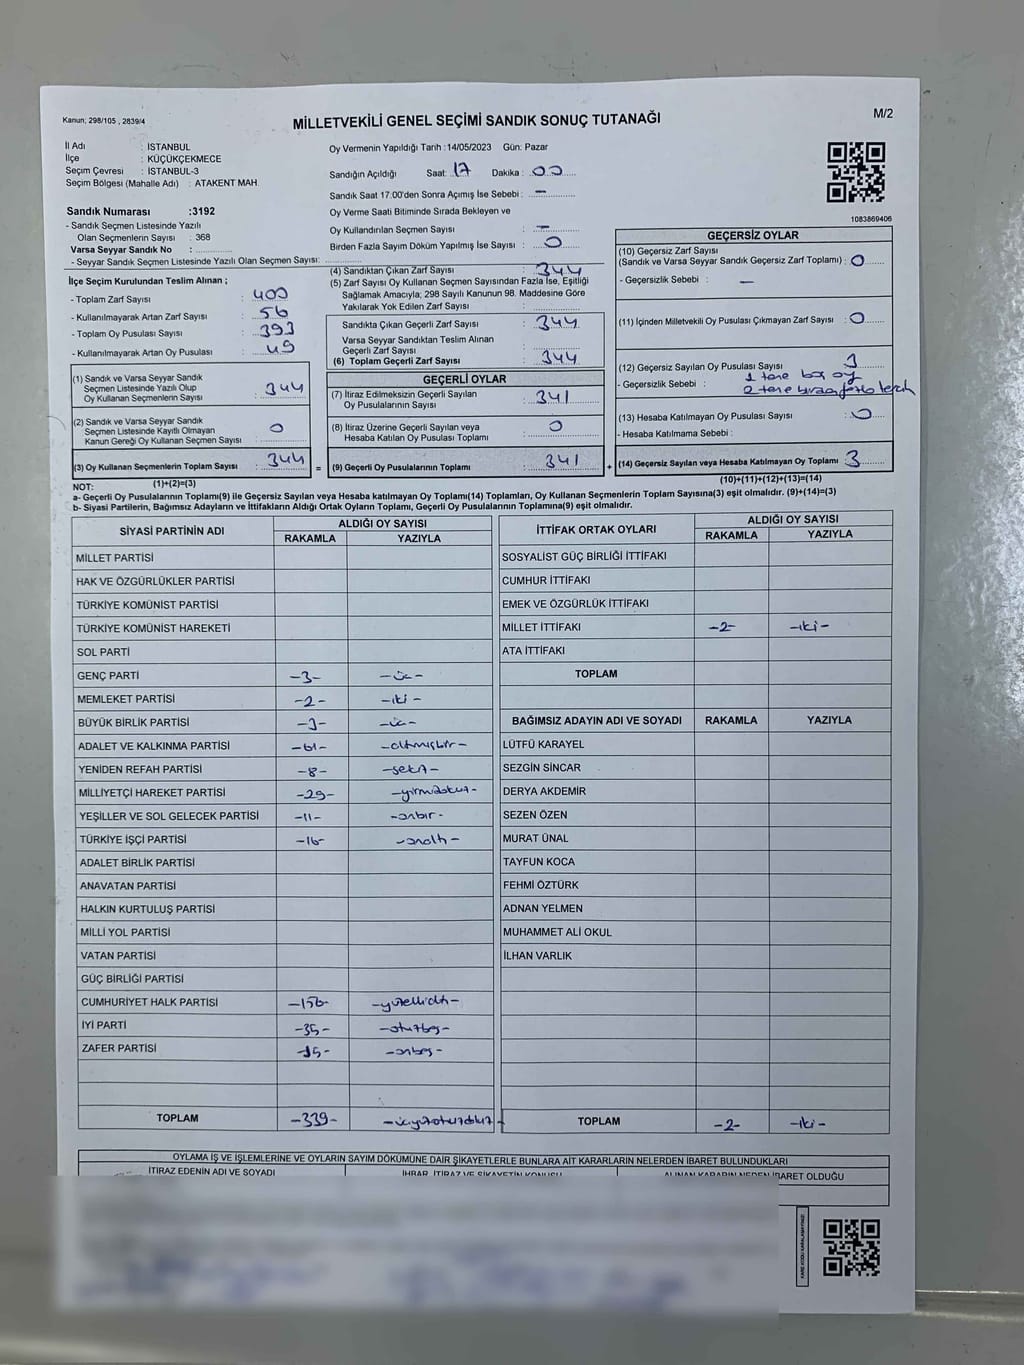 Kanun; 298/105 , 2839/4
MİLLETVEKİLİ GENEL SEÇİMİ SANDIK SONUÇ TUTANAĞI
M/2
İl Adı : İSTANBUL
İlçe : KÜÇÜKÇEKMECE
Seçim Çevresi : İSTANBUL-3
Seçim Bölgesi (Mahalle Adı) : ATAKENT MAH.
Sandık Numarası :3192
- Sandık Seçmen Listesinde Yazılı
Olan Seçmenlerin Sayısı : 368
Varsa Seyyar Sandık No :
- Seyyar Sandık Seçmen Listesinde Yazılı Olan Seçmen Sayısı:
Oy Vermenin Yapıldığı Tarih : 14/05/2023 Gün: Pazar
Sandığın Açıldığı Saat: 17 Dakika : 00
Sandık Saat 17.00'den Sonra Açımış İse Sebebi : -
Oy Verme Saati Bitiminde Sırada Bekleyen ve
Oy Kullandırılan Seçmen Sayısı : -
Birden Fazla Sayım Döküm Yapılmış İse Sayısı : 0
1083869406
İlçe Seçim Kurulundan Teslim Alınan ;
- Toplam Zarf Sayısı : 400
- Kullanılmayarak Artan Zarf Sayısı : 56
- Toplam Oy Pusulası Sayısı : 393
- Kullanılmayarak Artan Oy Pusulası : 49
(1) Sandık ve Varsa Seyyar Sandık
Seçmen Listesinde Yazılı Olup
Oy Kullanan Seçmenlerin Sayısı : 344
(2) Sandık ve Varsa Seyyar Sandık
Seçmen Listesinde Kayıtlı Olmayan
Kanun Gereği Oy Kullanan Seçmen Sayısı : 0
(3) Oy Kullanan Seçmenlerin Toplam Sayısı : 344
(4) Sandıktan Çıkan Zarf Sayısı : 344
(5) Zarf Sayısı Oy Kullanan Seçmen Sayısından Fazla İse, Eşitliği
Sağlamak Amacıyla; 298 Sayılı Kanunun 98. Maddesine Göre
Yakılarak Yok Edilen Zarf Sayısı :
Sandıkta Çıkan Geçerli Zarf Sayısı : 344
Varsa Seyyar Sandıktan Teslim Alınan
Geçerli Zarf Sayısı :
(6) Toplam Geçerli Zarf Sayısı : 344
GEÇERLİ OYLAR
(7) İtiraz Edilmeksizin Geçerli Sayılan
Oy Pusulalarının Sayısı : 341
(8) İtiraz Üzerine Geçerli Sayılan veya
Hesaba Katılan Oy Pusulası Toplamı : 0
= (9) Geçerli Oy Pusulalarının Toplamı : 341 +
GEÇERSİZ OYLAR
(10) Geçersiz Zarf Sayısı
(Sandık ve Varsa Seyyar Sandık Geçersiz Zarf Toplamı) : 0
- Geçersizlik Sebebi : -
(11) İçinden Milletvekili Oy Pusulası Çıkmayan Zarf Sayısı : 0
(12) Geçersiz Sayılan Oy Pusulası Sayısı : 3
- Geçersizlik Sebebi : 1 tane boş oy
2 tane birden fazla tercih
(13) Hesaba Katılmayan Oy Pusulası Sayısı : 0
- Hesaba Katılmama Sebebi :
(14) Geçersiz Sayılan veya Hesaba Katılmayan Oy Toplamı : 3
NOT: (1)+(2)=(3) (10)+(11)+(12)+(13)=(14)
a- Geçerli Oy Pusulalarının Toplamı(9) ile Geçersiz Sayılan veya Hesaba katılmayan Oy Toplamı(14) Toplamları, Oy Kullanan Seçmenlerin Toplam Sayısına(3) eşit olmalıdır. (9)+(14)=(3)
b- Siyasi Partilerin, Bağımsız Adayların ve İttifakların Aldığı Ortak Oyların Toplamı, Geçerli Oy Pusulalarının Toplamına(9) eşit olmalıdır.
SİYASİ PARTİNİN ADI ALDIĞI OY SAYISI
RAKAMLA YAZIYLA
MİLLET PARTİSİ
HAK VE ÖZGÜRLÜKLER PARTİSİ
TÜRKİYE KOMÜNİST PARTİSİ
TÜRKİYE KOMÜNİST HAREKETİ
SOL PARTİ
GENÇ PARTİ -3- -üç-
MEMLEKET PARTİSİ -2- -iki-
BÜYÜK BİRLİK PARTİSİ -3- -üç-
ADALET VE KALKINMA PARTİSİ -61- -altmışbir-
YENİDEN REFAH PARTİSİ -8- -sekiz-
MİLLİYETÇİ HAREKET PARTİSİ -29- -yirmidokuz-
YEŞİLLER VE SOL GELECEK PARTİSİ -11- -onbir-
TÜRKİYE İŞÇİ PARTİSİ -16- -onaltı-
ADALET BİRLİK PARTİSİ
ANAVATAN PARTİSİ
HALKIN KURTULUŞ PARTİSİ
MİLLİ YOL PARTİSİ
VATAN PARTİSİ
GÜÇ BİRLİĞİ PARTİSİ
CUMHURİYET HALK PARTİSİ -156- -yüzellialtı-
İYİ PARTİ -35- -otuzbeş-
ZAFER PARTİSİ -15- -onbeş-
TOPLAM -339- -üçyüzotuzdokuz-
İTTİFAK ORTAK OYLARI ALDIĞI OY SAYISI
RAKAMLA YAZIYLA
SOSYALİST GÜÇ BİRLİĞİ İTTİFAKI
CUMHUR İTTİFAKI
EMEK VE ÖZGÜRLÜK İTTİFAKI
MİLLET İTTİFAKI -2- -iki-
ATA İTTİFAKI
TOPLAM
BAĞIMSIZ ADAYIN ADI VE SOYADI RAKAMLA YAZIYLA
LÜTFÜ KARAYEL
SEZGİN SİNCAR
DERYA AKDEMİR
SEZEN ÖZEN
MURAT ÜNAL
TAYFUN KOCA
FEHMİ ÖZTÜRK
ADNAN YELMEN
MUHAMMET ALİ OKUL
İLHAN VARLIK
TOPLAM -2- -iki-
OYLAMA İŞ VE İŞLEMLERİNE VE OYLARIN SAYIM DÖKÜMÜNE DAİR ŞİKAYETLERLE BUNLARA AİT KARARLARIN NELERDEN İBARET BULUNDUKLARI
İTİRAZ EDENİN ADI VE SOYADI İHBAR, İTİRAZ VE ŞİKAYETİN KONUSU ALINAN KARARIN NEDEN İBARET OLDUĞU
KARE KODU KARALAMAYINIZ!